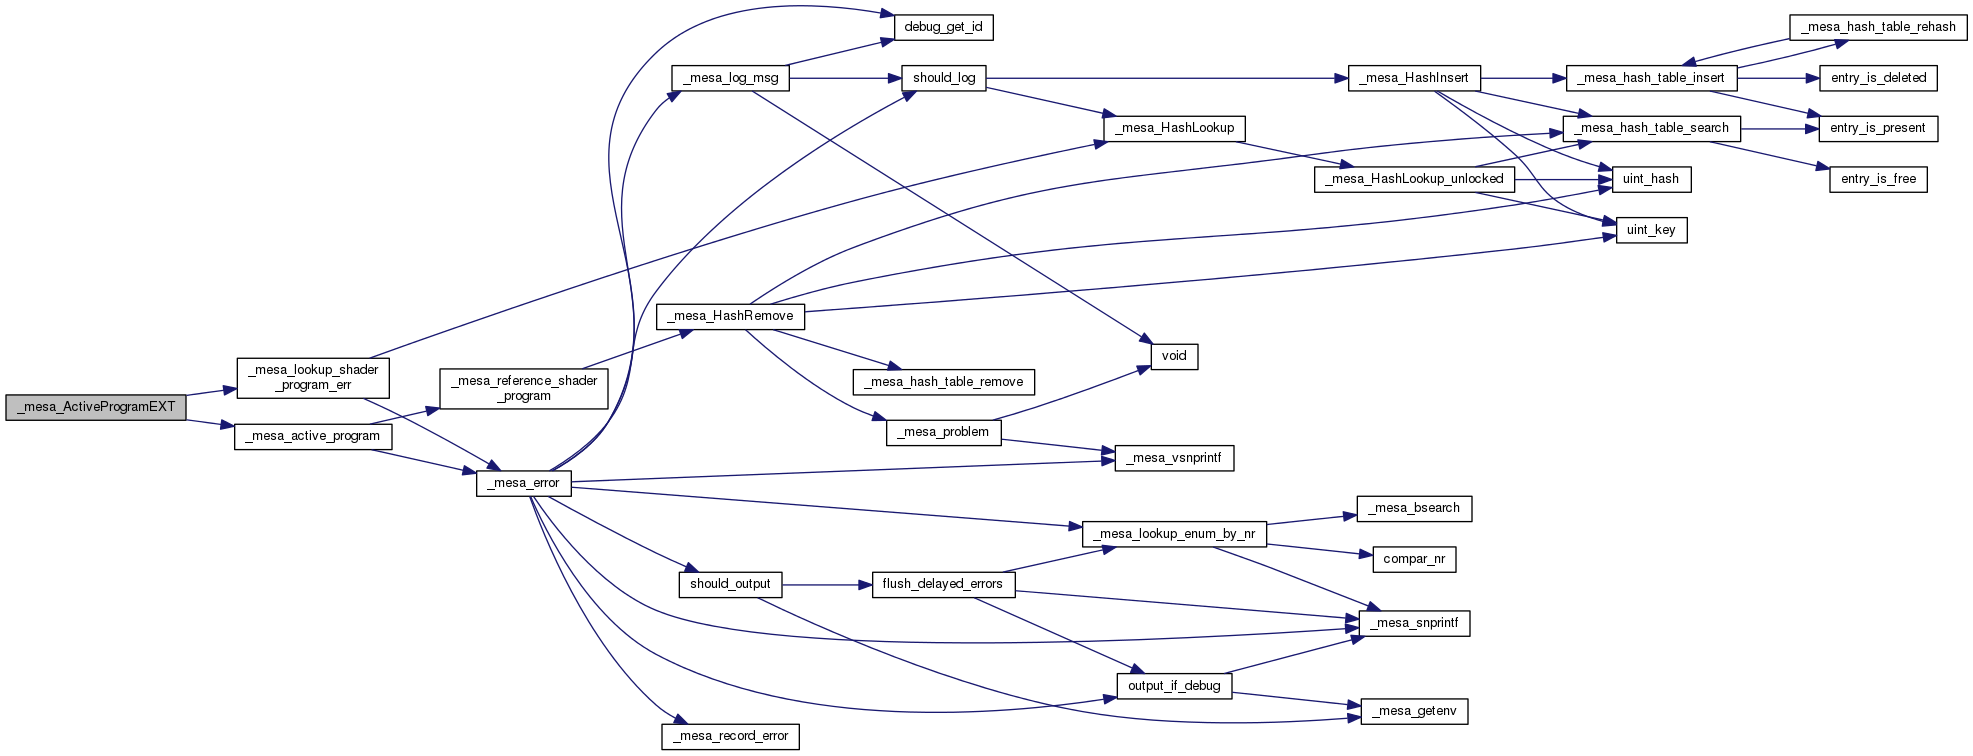 _mesa_ActiveProgramEXT
_mesa_lookup_shader
_program_err
_mesa_active_program
_mesa_reference_shader
_program
_mesa_error
_mesa_log_msg
_mesa_HashRemove
should_output
_mesa_record_error
debug_get_id
should_log
_mesa_hash_table_remove
_mesa_problem
flush_delayed_errors
_mesa_HashLookup
void
_mesa_vsnprintf
_mesa_lookup_enum_by_nr
output_if_debug
_mesa_HashInsert
_mesa_HashLookup_unlocked
_mesa_bsearch
compar_nr
_mesa_snprintf
_mesa_getenv
_mesa_hash_table_insert
_mesa_hash_table_search
uint_hash
uint_key
_mesa_hash_table_rehash
entry_is_deleted
entry_is_present
entry_is_free